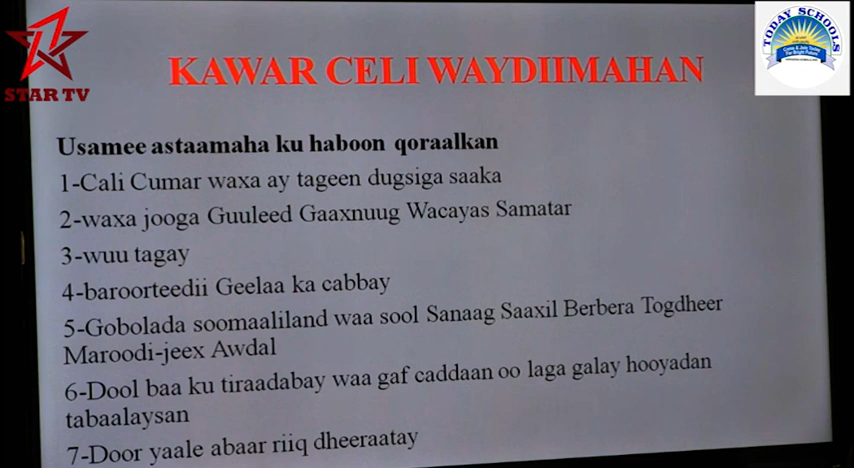 STAR TV
TODAY SCHOOLS
KAWAR CELI WAYDIIMAHAN
Usamee astaamaha ku haboon qoraalkan
1-Cali Cumar waxa ay tageen dugsiga saaka
2-waxa jooga Guuleed Gaaxnuug Wacayas Samatar
3-wuu tagay
4-baroorteedii Geelaa ka cabbay
5-Gobolada soomaaliland waa sool Sanaag Saaxil Berbera Togdheer
Maroodi-jeex Awdal
6-Dool baa ku tiraadabay waa gaf caddaan oo laga galay hooyadan
tabaalaysan
7-Door yaale abaar riiq dheeraatay